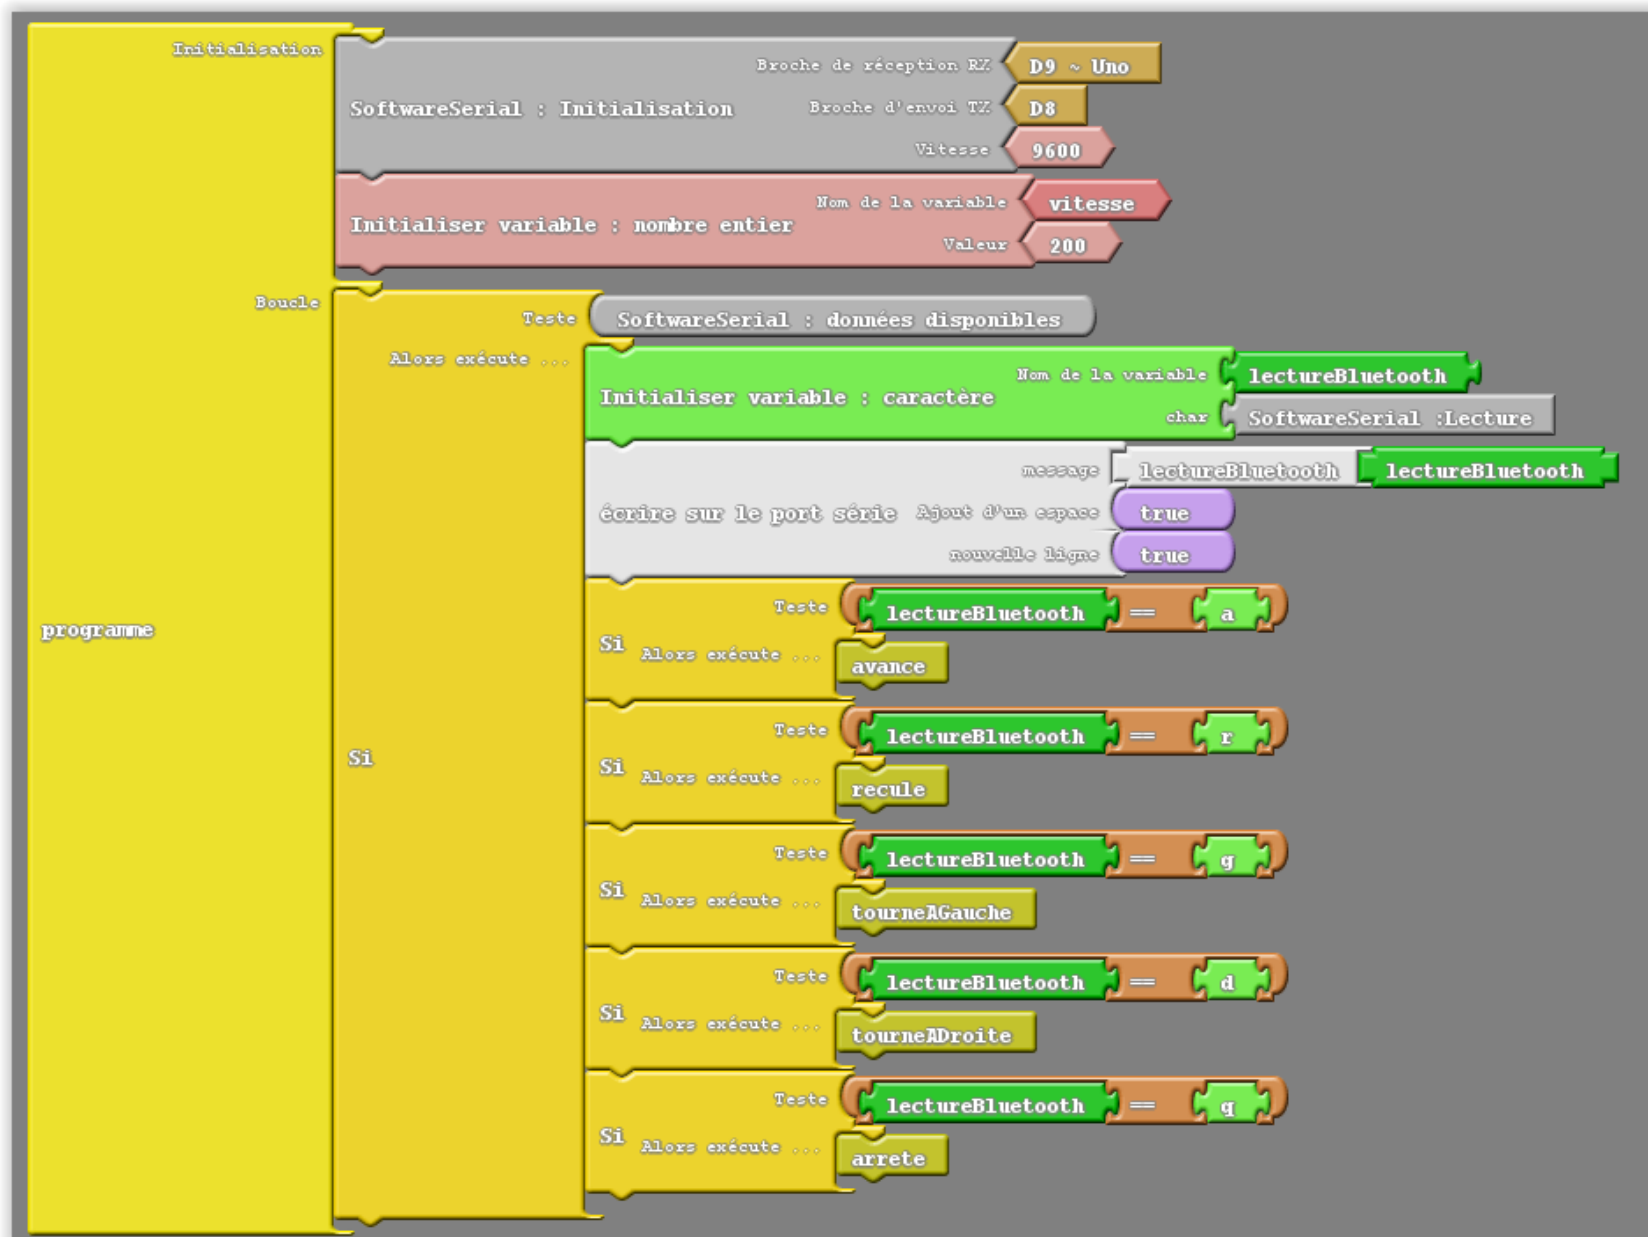 Initialisation
Broche de réception RX D9 ~ Uno
SoftwareSerial : Initialisation Broche d'envoi TX D8
Vitesse 9600
Nom de la variable vitesse
Initialiser variable : nombre entier
Valeur 200
Boucle
Teste SoftwareSerial : données disponibles
Alors exécute ...
Nom de la variable lectureBluetooth
Initialiser variable : caractère
char SoftwareSerial :Lecture
message lectureBluetooth lectureBluetooth
écrire sur le port série Ajout d'un espace true
nouvelle ligne true
Teste lectureBluetooth == a
programme
Si
Alors exécute ... avance
Teste lectureBluetooth == r
Si
Si
Alors exécute ... recule
Teste lectureBluetooth == g
Si
Alors exécute ... tourneAGauche
Teste lectureBluetooth == d
Si
Alors exécute ... tourneADroite
Teste lectureBluetooth == q
Si
Alors exécute ... arrete